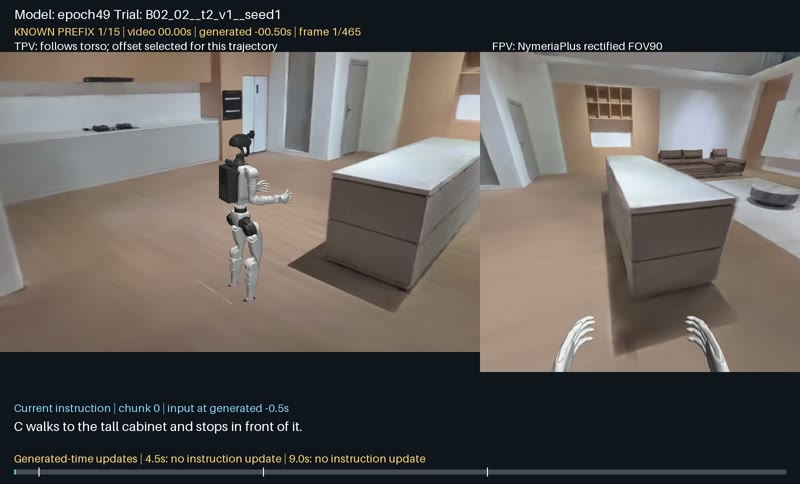 Model: epoch49 Trial: B02_02__t2_v1__seed1
KNOWN PREFIX 1/15 | video 00.00s | generated -00.50s | frame 1/465
TPV: follows torso; offset selected for this trajectory
FPV: NymeriaPlus rectified FOV90
Current instruction | chunk 0 | input at generated -0.5s
C walks to the tall cabinet and stops in front of it.
Generated-time updates | 4.5s: no instruction update | 9.0s: no instruction update